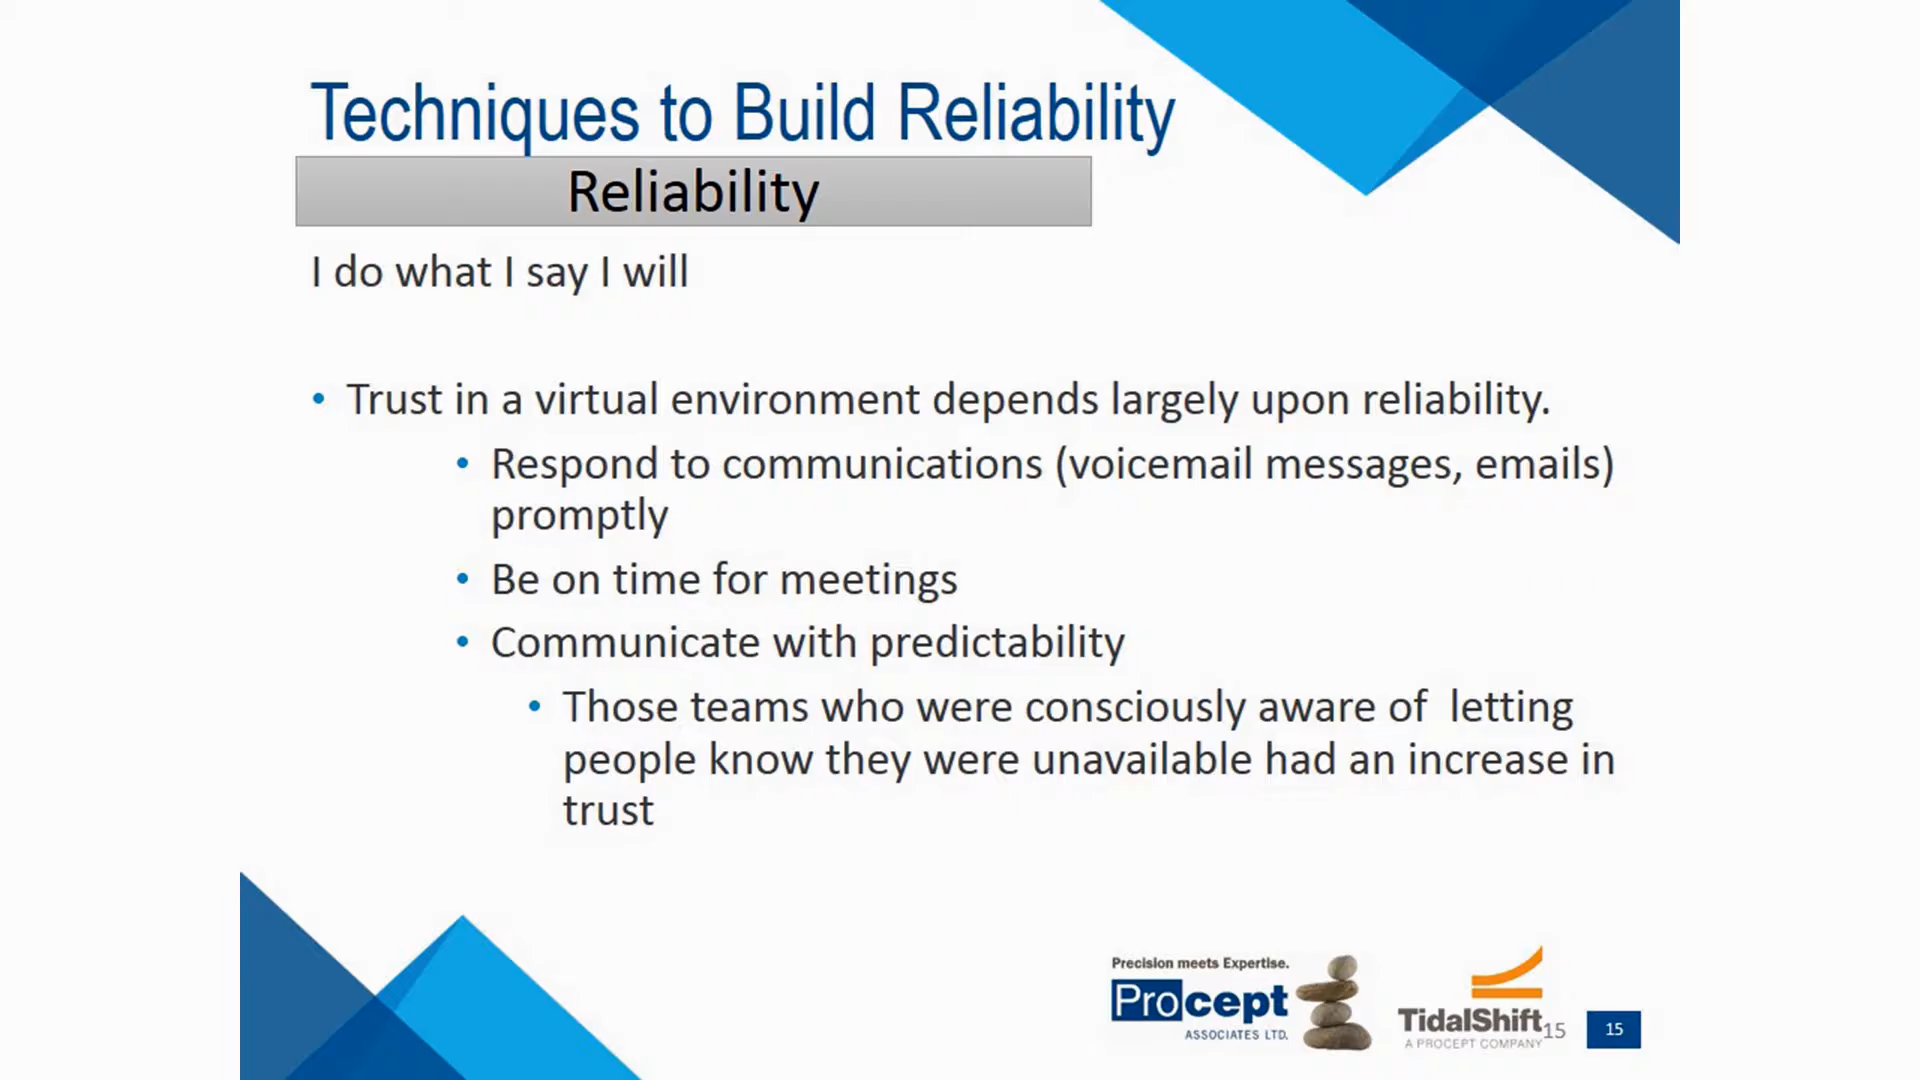 Techniques to Build Reliability
Reliability
I do what I say I will
• Trust in a virtual environment depends largely upon reliability.
• Respond to communications (voicemail messages, emails)
promptly
• Be on time for meetings
• Communicate with predictability
• Those teams who were consciously aware of  letting
people know they were unavailable had an increase in
trust
Precision meets Expertise.
Procept
ASSOCIATES LTD.
TidalShift
A PROCEPT COMPANY
15
15